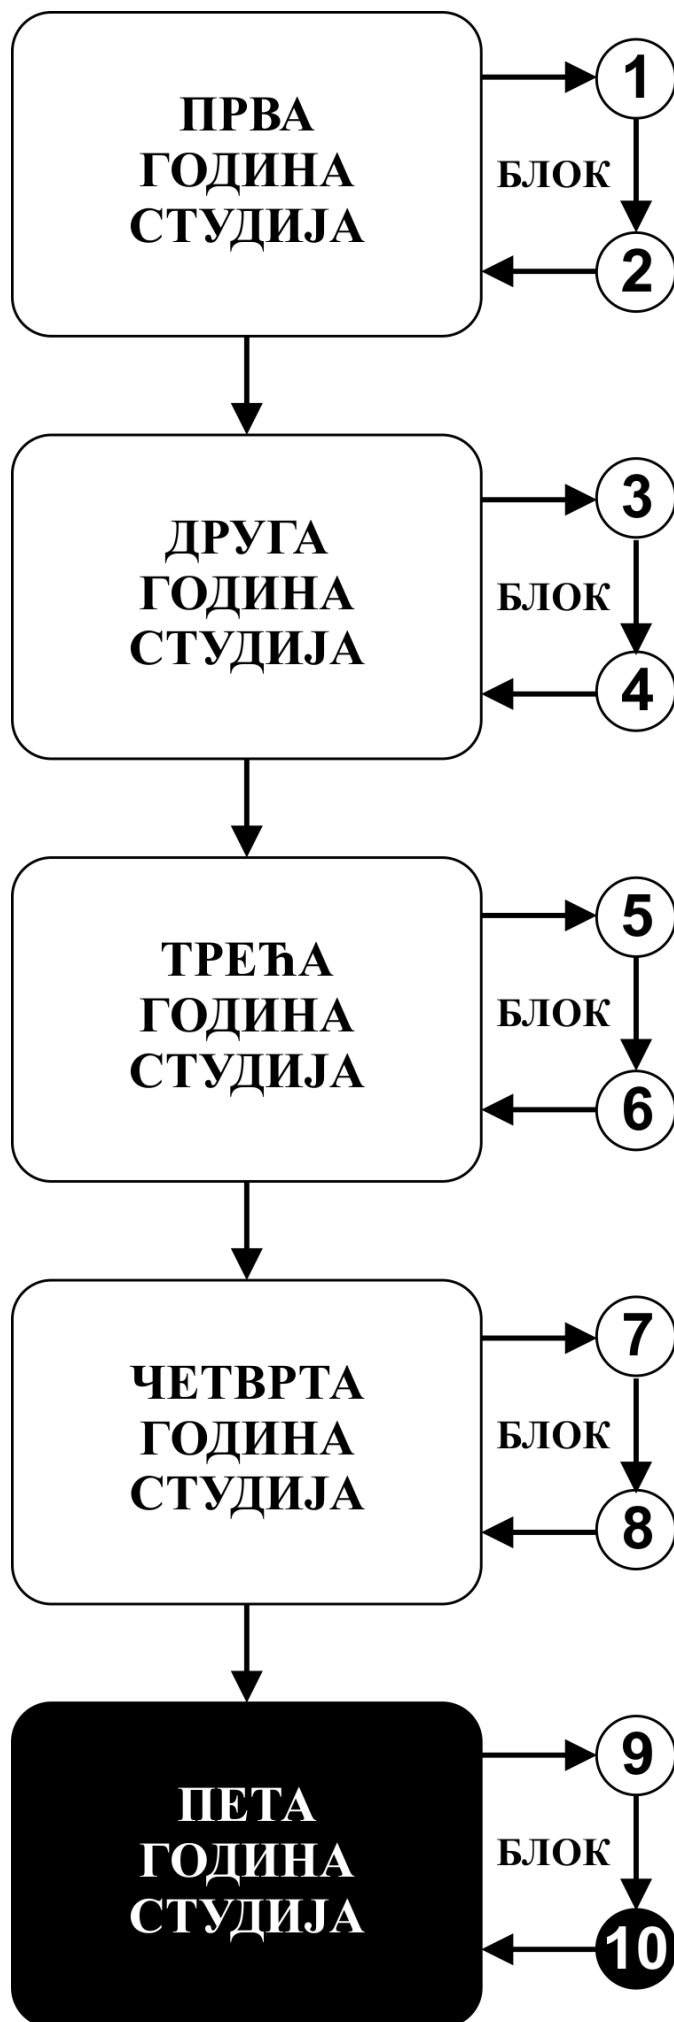 ПРВА
ГОДИНА
СТУДИЈА
1
БЛОК
2
ДРУГА
ГОДИНА
СТУДИЈА
3
БЛОК
4
ТРЕЋА
ГОДИНА
СТУДИЈА
5
БЛОК
6
ЧЕТВРТА
ГОДИНА
СТУДИЈА
7
БЛОК
8
ПЕТА
ГОДИНА
СТУДИЈА
9
БЛОК
10